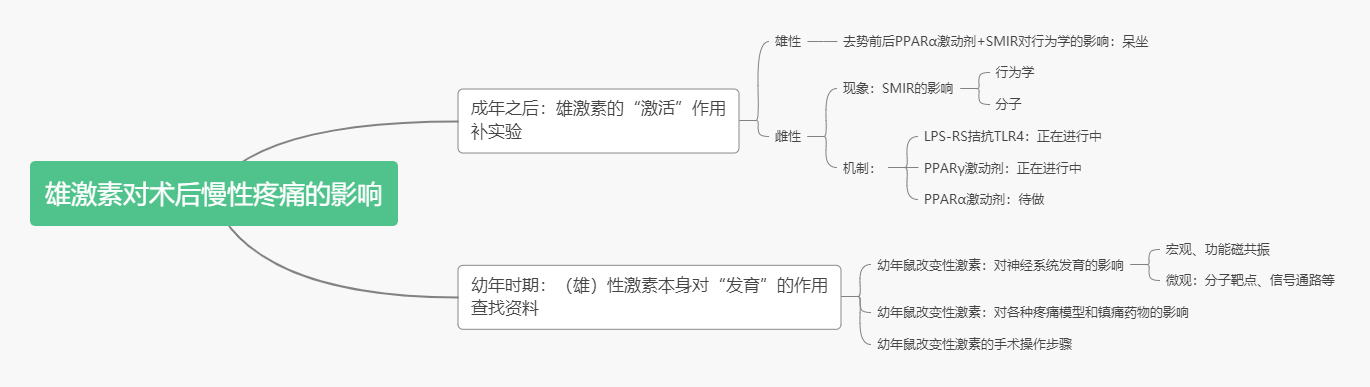 雄激素对术后慢性疼痛的影响
成年之后：雄激素的“激活”作用
补实验
雄性
去势前后PPARα激动剂+SMIR对行为学的影响：呆坐
雌性
现象：SMIR的影响
行为学
分子
机制：
LPS-RS拮抗TLR4：正在进行中
PPARγ激动剂：正在进行中
PPARα激动剂：待做
幼年时期：（雄）性激素本身对“发育”的作用
查找资料
幼年鼠改变性激素：对神经系统发育的影响
宏观、功能磁共振
微观：分子靶点、信号通路等
幼年鼠改变性激素：对各种疼痛模型和镇痛药物的影响
幼年鼠改变性激素的手术操作步骤